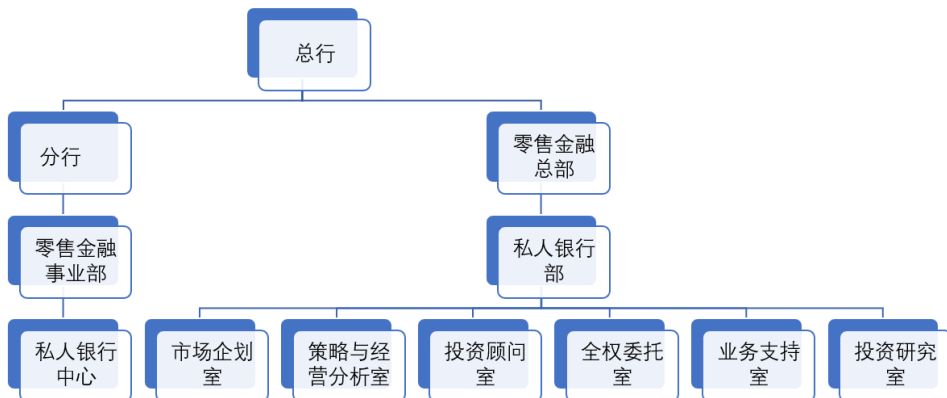 总行
分行
零售金融
总部
零售金融
事业部
私人银行
部
私人银行
中心
市场企划
室
策略与经
营分析室
投资顾问
室
全权委托
室
业务支持
室
投资研究
室